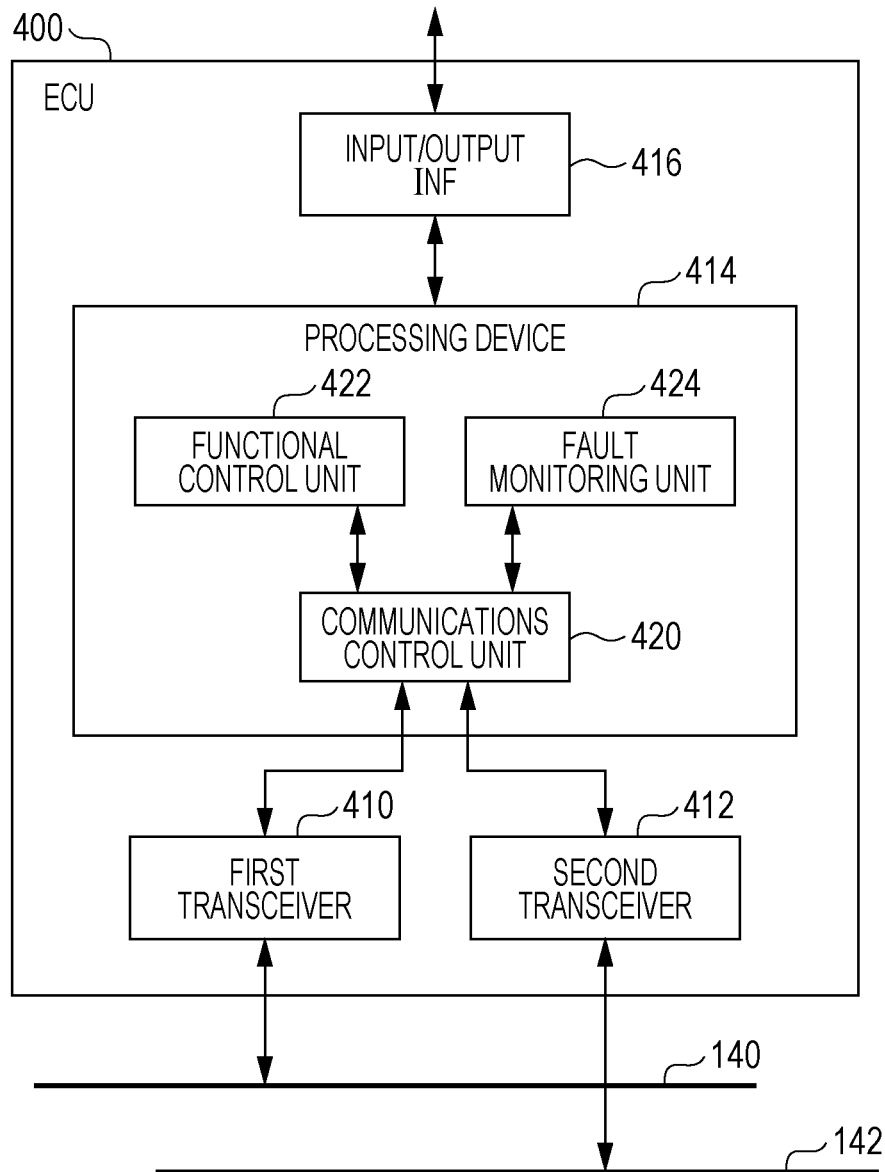 400
ECU
INPUT/OUTPUT
INF
416
414
PROCESSING DEVICE
422
424
FUNCTIONAL
CONTROL UNIT
FAULT
MONITORING UNIT
COMMUNICATIONS
CONTROL UNIT
420
410
412
FIRST
TRANSCEIVER
SECOND
TRANSCEIVER
140
142